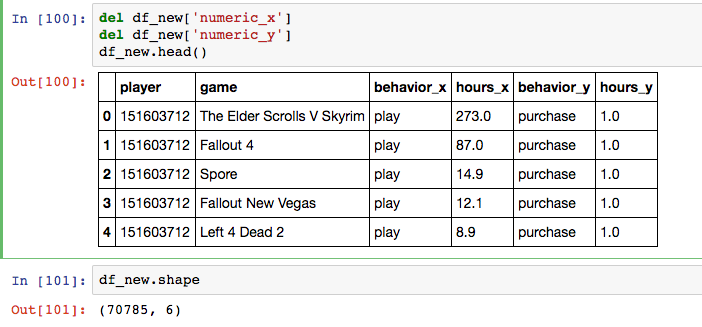 In [100]: del df_new['numeric_x']
del df_new['numeric_y']
df_new.head()
Out[100]:
player game behavior_x hours_x behavior_y hours_y
0 151603712 The Elder Scrolls V Skyrim play 273.0 purchase 1.0
1 151603712 Fallout 4 play 87.0 purchase 1.0
2 151603712 Spore play 14.9 purchase 1.0
3 151603712 Fallout New Vegas play 12.1 purchase 1.0
4 151603712 Left 4 Dead 2 play 8.9 purchase 1.0
In [101]: df_new.shape
Out[101]: (70785, 6)